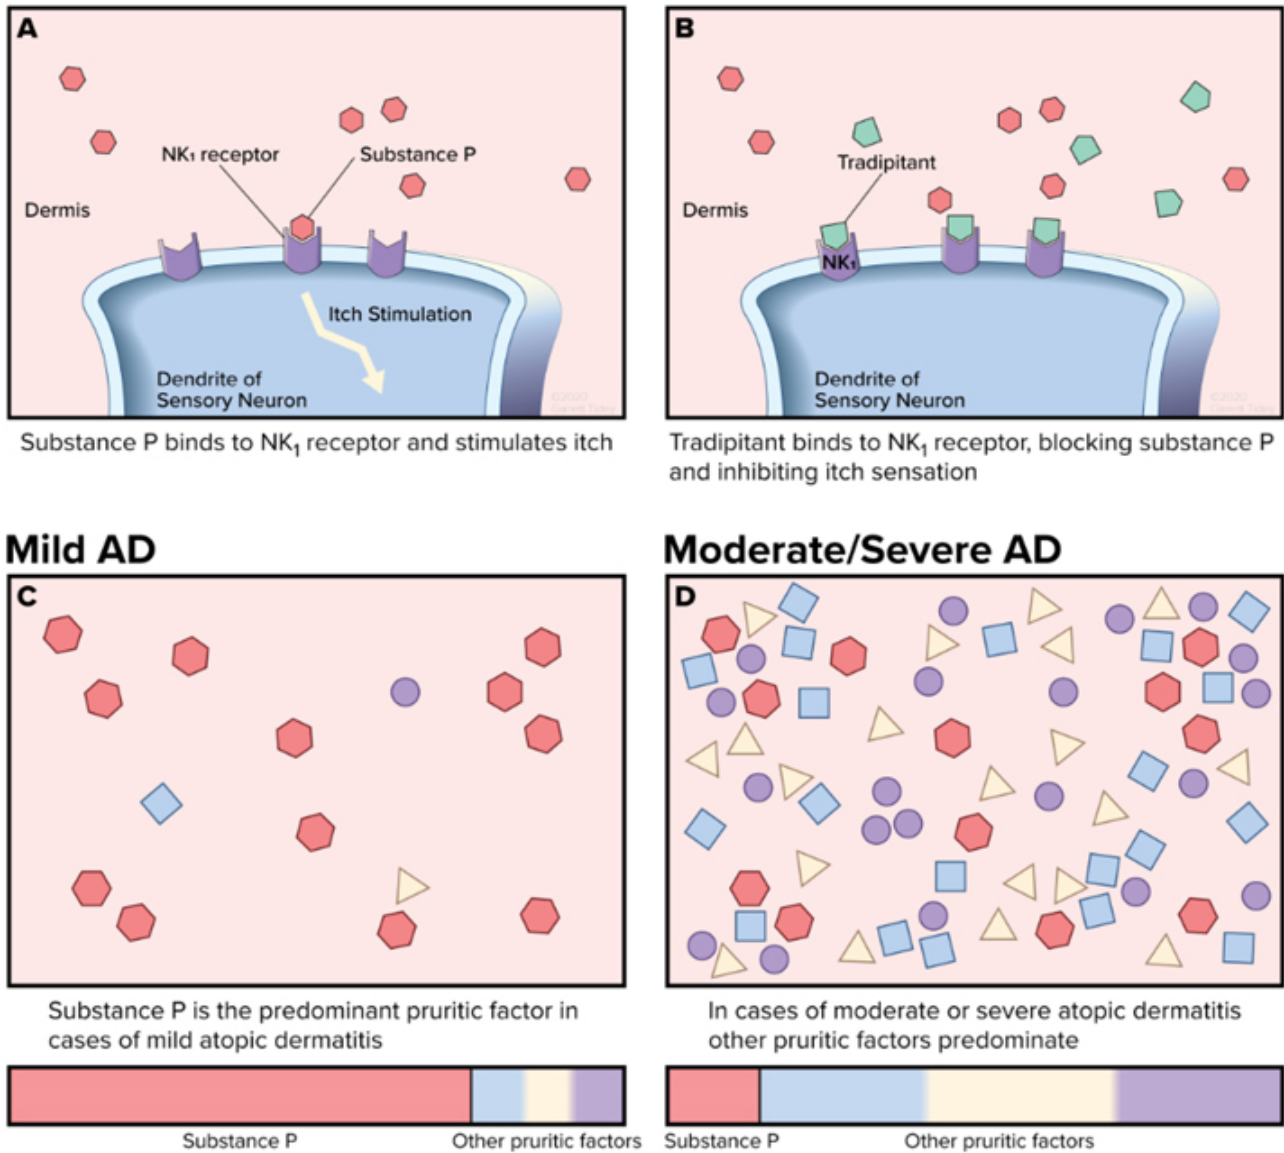 A
NK₁ receptor
Substance P
Dermis
Itch Stimulation
Dendrite of
Sensory Neuron
©2020
Substance P binds to NK₁ receptor and stimulates itch
B
Tradipitant
Dermis
NK₁
Dendrite of
Sensory Neuron
©2020
Tradipitant binds to NK₁ receptor, blocking substance P
and inhibiting itch sensation
Mild AD
C
Substance P is the predominant pruritic factor in
cases of mild atopic dermatitis
Substance P
Other pruritic factors
Moderate/Severe AD
D
In cases of moderate or severe atopic dermatitis
other pruritic factors predominate
Substance P
Other pruritic factors